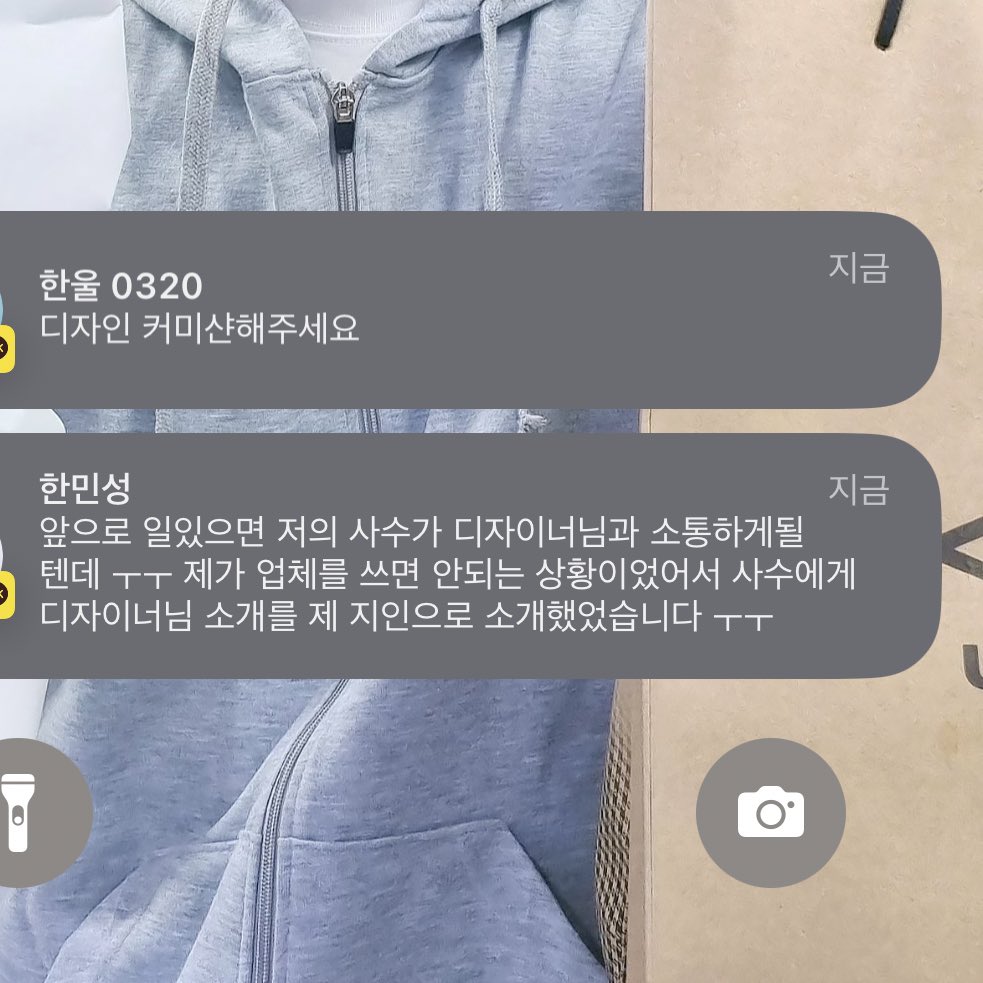 한울 0320
지금
디자인 커미션해주세요
한민성
지금
앞으로 일있으면 저의 사수가 디자이너님과 소통하게될
텐데 ㅜㅜ 제가 업체를 쓰면 안되는 상황이었어서 사수에게
디자이너님 소개를 제 지인으로 소개했었습니다 ㅜㅜ